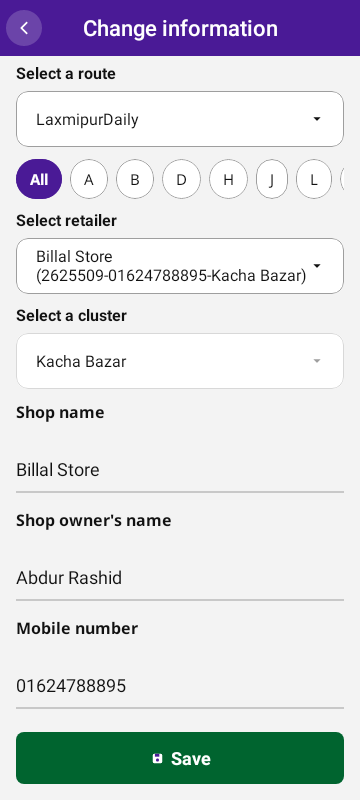 Change information
Select a route
LaxmipurDaily
All A B D H J L
Select retailer
Billal Store
(2625509-01624788895-Kacha Bazar)
Select a cluster
Kacha Bazar
Shop name
Billal Store
Shop owner's name
Abdur Rashid
Mobile number
01624788895
Save